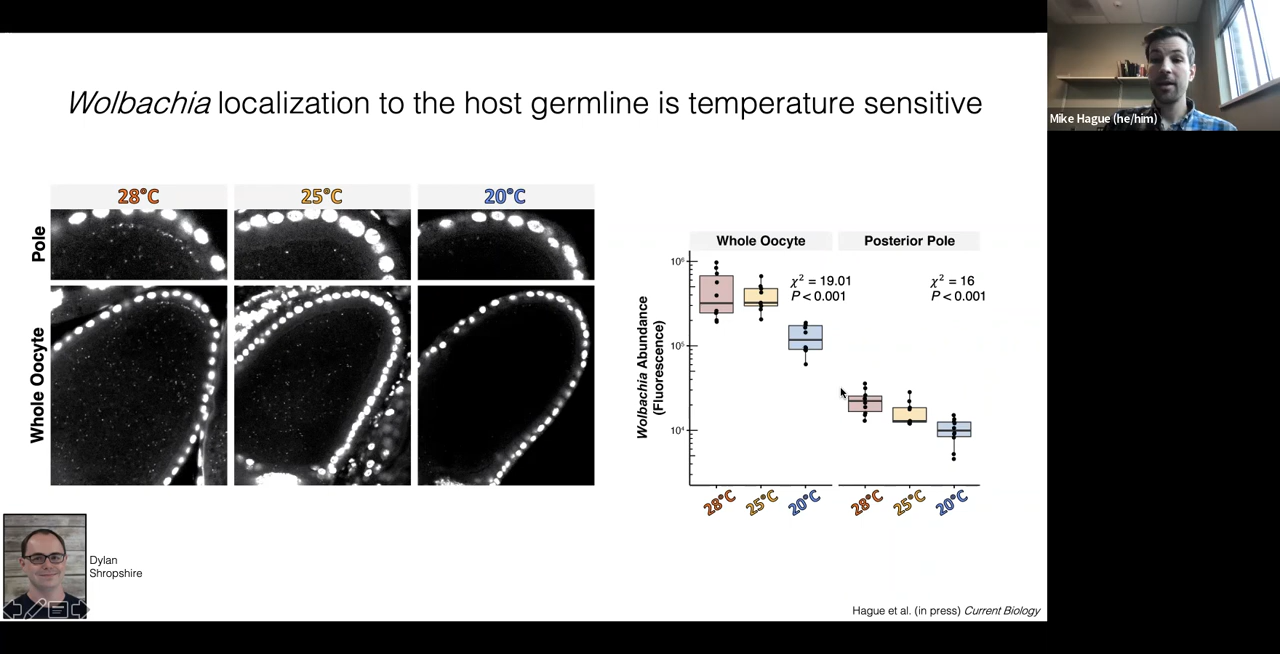 Wolbachia localization to the host germline is temperature sensitive
28°C
25°C
20°C
Pole
Whole Oocyte
Whole Oocyte
Posterior Pole
Wolbachia Abundance
(Fluorescence)
10⁶
10⁵
10⁴
χ² = 19.01
P < 0.001
χ² = 16
P < 0.001
28°C
25°C
20°C
28°C
25°C
20°C
Dylan
Shropshire
Hague et al. (in press) Current Biology
Mike Hague (he/him)